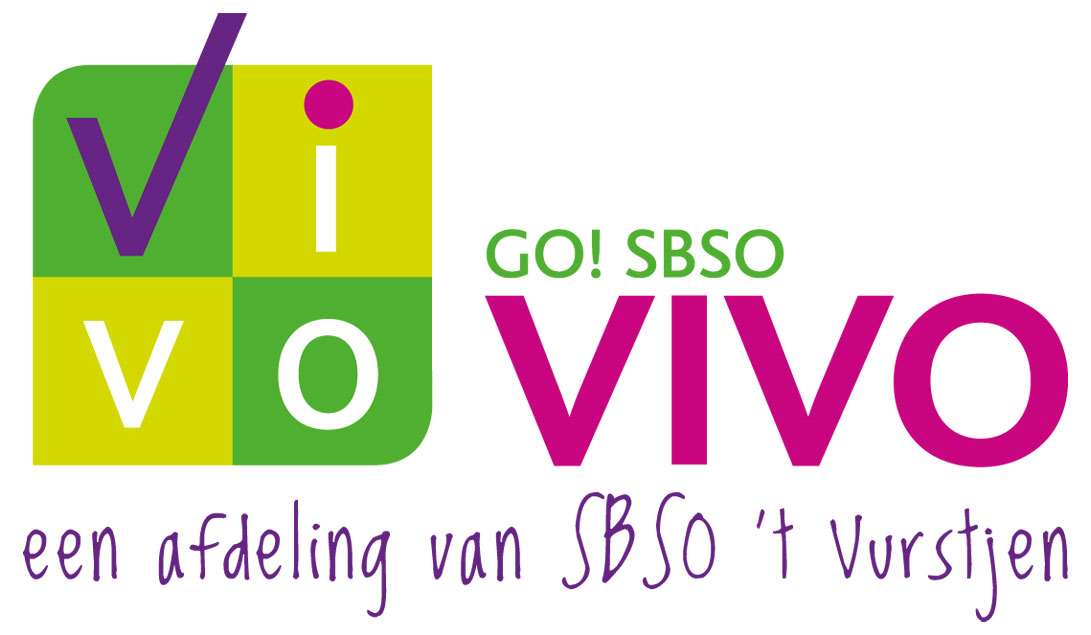 Vi
vo
GO! SBSO
VIVO
een afdeling van SBSO 't Vurstjen